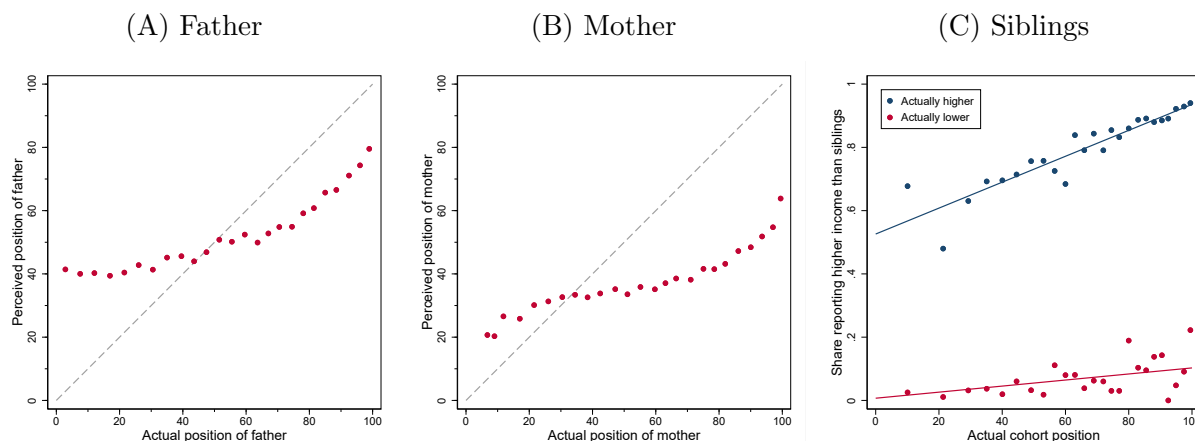 (A) Father
(B) Mother
(C) Siblings
Perceived position of father
100
80
60
40
20
0
0 20 40 60 80 100
Actual position of father
Perceived position of mother
100
80
60
40
20
0
0 20 40 60 80 100
Actual position of mother
Share reporting higher income than siblings
1
.8
.6
.4
.2
0
Actually higher
Actually lower
0 20 40 60 80 100
Actual cohort position